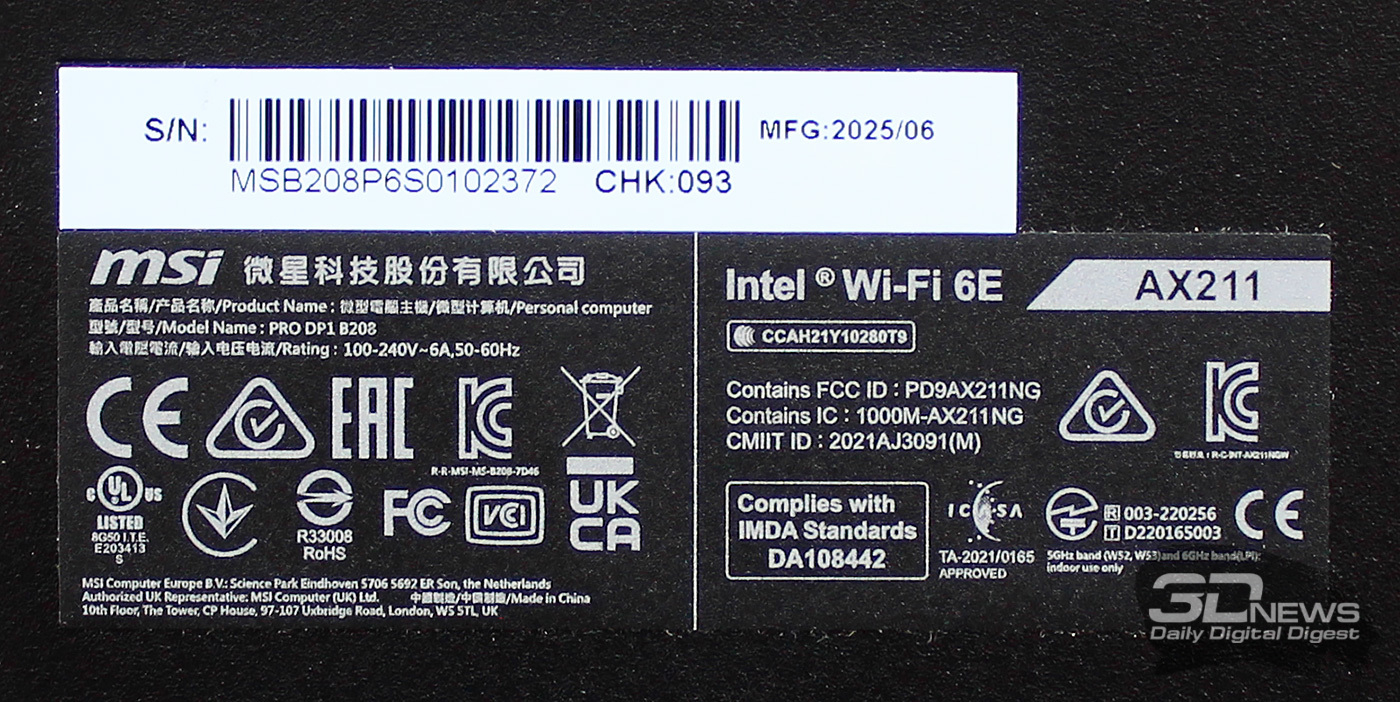 S/N:
MFG:2025/06
MSB208P6S0102372 CHK:093
msi 微星科技股份有限公司
產品名稱/产品名称/Product Name : 微型電腦主機/微型计算机/Personal computer
型號/型号/Model Name : PRO DP1 B208
輸入電壓電流/输入电压电流/Rating : 100-240V~6A,50-60Hz
CE EAC KC
R-R-MSI-MS-B208-7D46
c UL US
LISTED
8G50 I.T.E.
E203413
S
R33008
RoHS
FC
VCI
UK
CA
MSI Computer Europe B.V.: Science Park Eindhoven 5706 5692 ER Son, the Netherlands
Authorized UK Representative: MSI Computer (UK) Ltd. 中國製造/中国制造/Made in China
10th Floor, The Tower, CP House, 97-107 Uxbridge Road, London, W5 5TL, UK
Intel ® Wi-Fi 6E AX211
CCAH21Y10280T9
Contains FCC ID : PD9AX211NG
Contains IC : 1000M-AX211NG
CMIIT ID : 2021AJ3091(M)
KC
R-C-INT-AX211NGW
Complies with
IMDA Standards
DA108442
ICASA
TA-2021/0165
APPROVED
R 003-220256
T D220165003
CE
5GHz band (W52, W53)and 6GHz band(LPI):
indoor use only
3DNEWS
Daily Digital Digest